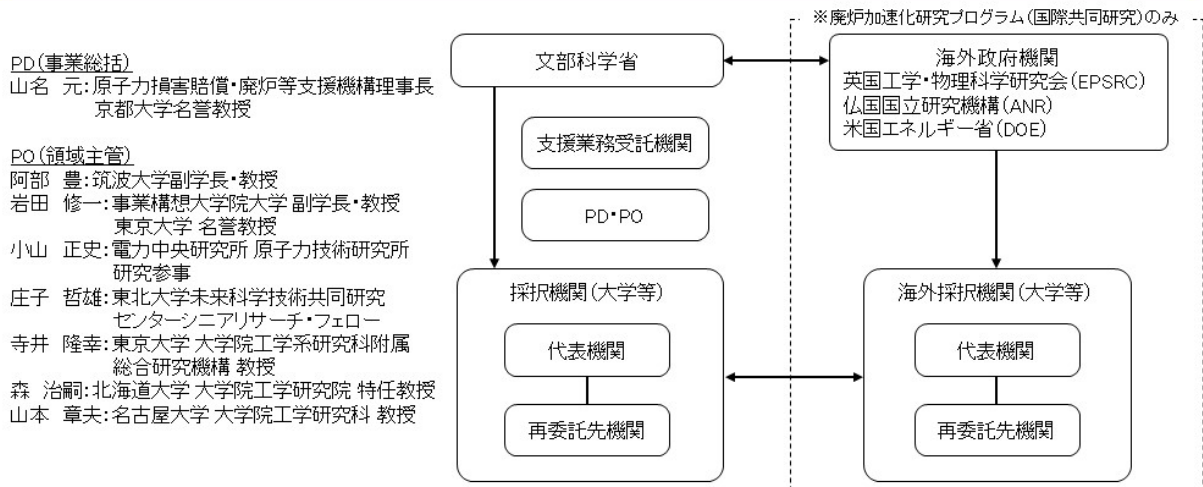 PD(事業総括)
山名 元:原子力損害賠償・廃炉等支援機構理事長
京都大学名誉教授
PO(領域主管)
阿部 豊:筑波大学副学長・教授
岩田 修一:事業構想大学院大学 副学長・教授
東京大学 名誉教授
小山 正史:電力中央研究所 原子力技術研究所
研究参事
庄子 哲雄:東北大学未来科学技術共同研究
センターシニアリサーチ・フェロー
寺井 隆幸:東京大学 大学院工学系研究科附属
総合研究機構 教授
森 治嗣:北海道大学 大学院工学研究院 特任教授
山本 章夫:名古屋大学 大学院工学研究科 教授
文部科学省
支援業務受託機関
PD・PO
採択機関(大学等)
代表機関
再委託先機関
※廃炉加速化研究プログラム(国際共同研究)のみ
海外政府機関
英国工学・物理科学研究会(EPSRC)
仏国国立研究機構(ANR)
米国エネルギー省(DOE)
海外採択機関(大学等)
代表機関
再委託先機関